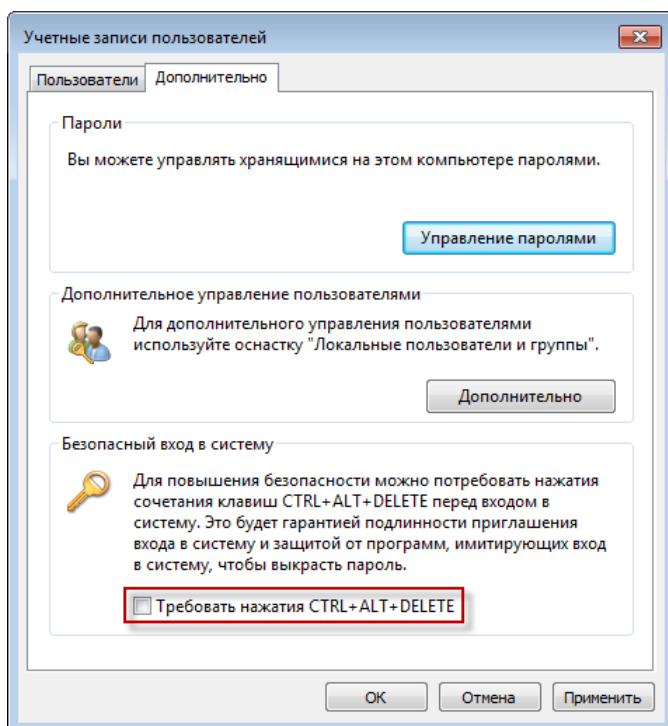 Учетные записи пользователей
Пользователи
Дополнительно
Пароли
Вы можете управлять хранящимися на этом компьютере паролями.
Управление паролями
Дополнительное управление пользователями
Для дополнительного управления пользователями
используйте оснастку "Локальные пользователи и группы".
Дополнительно
Безопасный вход в систему
Для повышения безопасности можно потребовать нажатия
сочетания клавиш CTRL+ALT+DELETE перед входом в
систему. Это будет гарантией подлинности приглашения
входа в систему и защитой от программ, имитирующих вход
в систему, чтобы выкрасть пароль.
Требовать нажатия CTRL+ALT+DELETE
ОК
Отмена
Применить